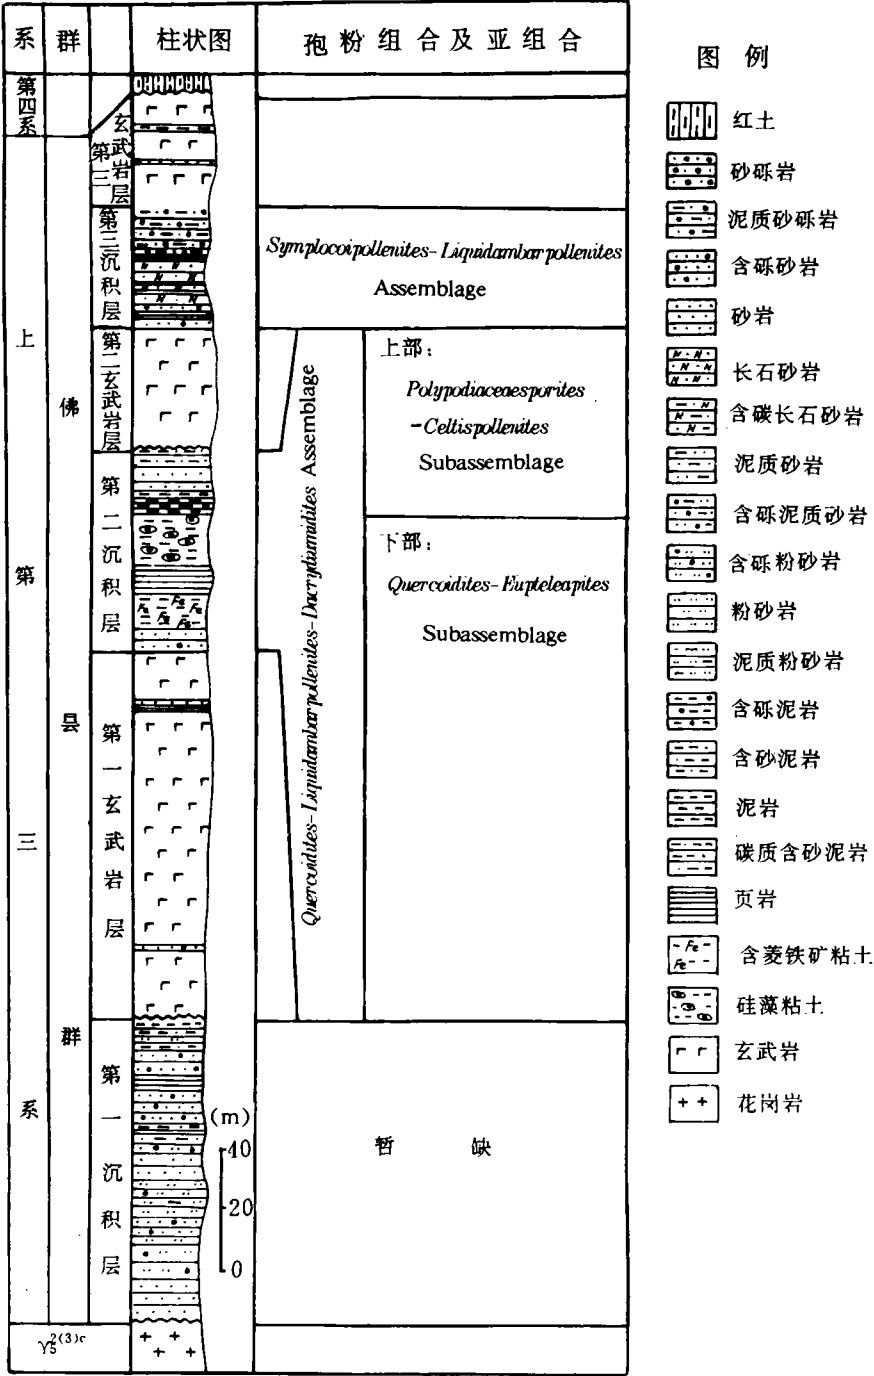 系 群 柱状图 孢粉组合及亚组合
第四系
上第三系
佛昙群
第三玄武岩层
第三沉积层
第二玄武岩层
第二沉积层
第一玄武岩层
第一沉积层
Symplocoipollenites-Liquidambarpollenites
Assemblage
Quercoidites-Liquidambarpollenites-Dacrydiumidites Assemblage
上部:
Polypodiaceaesporites
-Celtispollenites
Subassemblage
下部:
Quercoidites-Eupteleapites
Subassemblage
暂 缺
(m)
40
20
0
γ5 2(3)c
Fe Fe Fe Fe Fe
图 例
红土
砂砾岩
泥质砂砾岩
含砾砂岩
砂岩
长石砂岩
含碳长石砂岩
泥质砂岩
含砾泥质砂岩
含砾粉砂岩
粉砂岩
泥质粉砂岩
含砾泥岩
含砂泥岩
泥岩
碳质含砂泥岩
页岩
Fe
Fe
含菱铁矿粘土
硅藻粘土
玄武岩
花岗岩